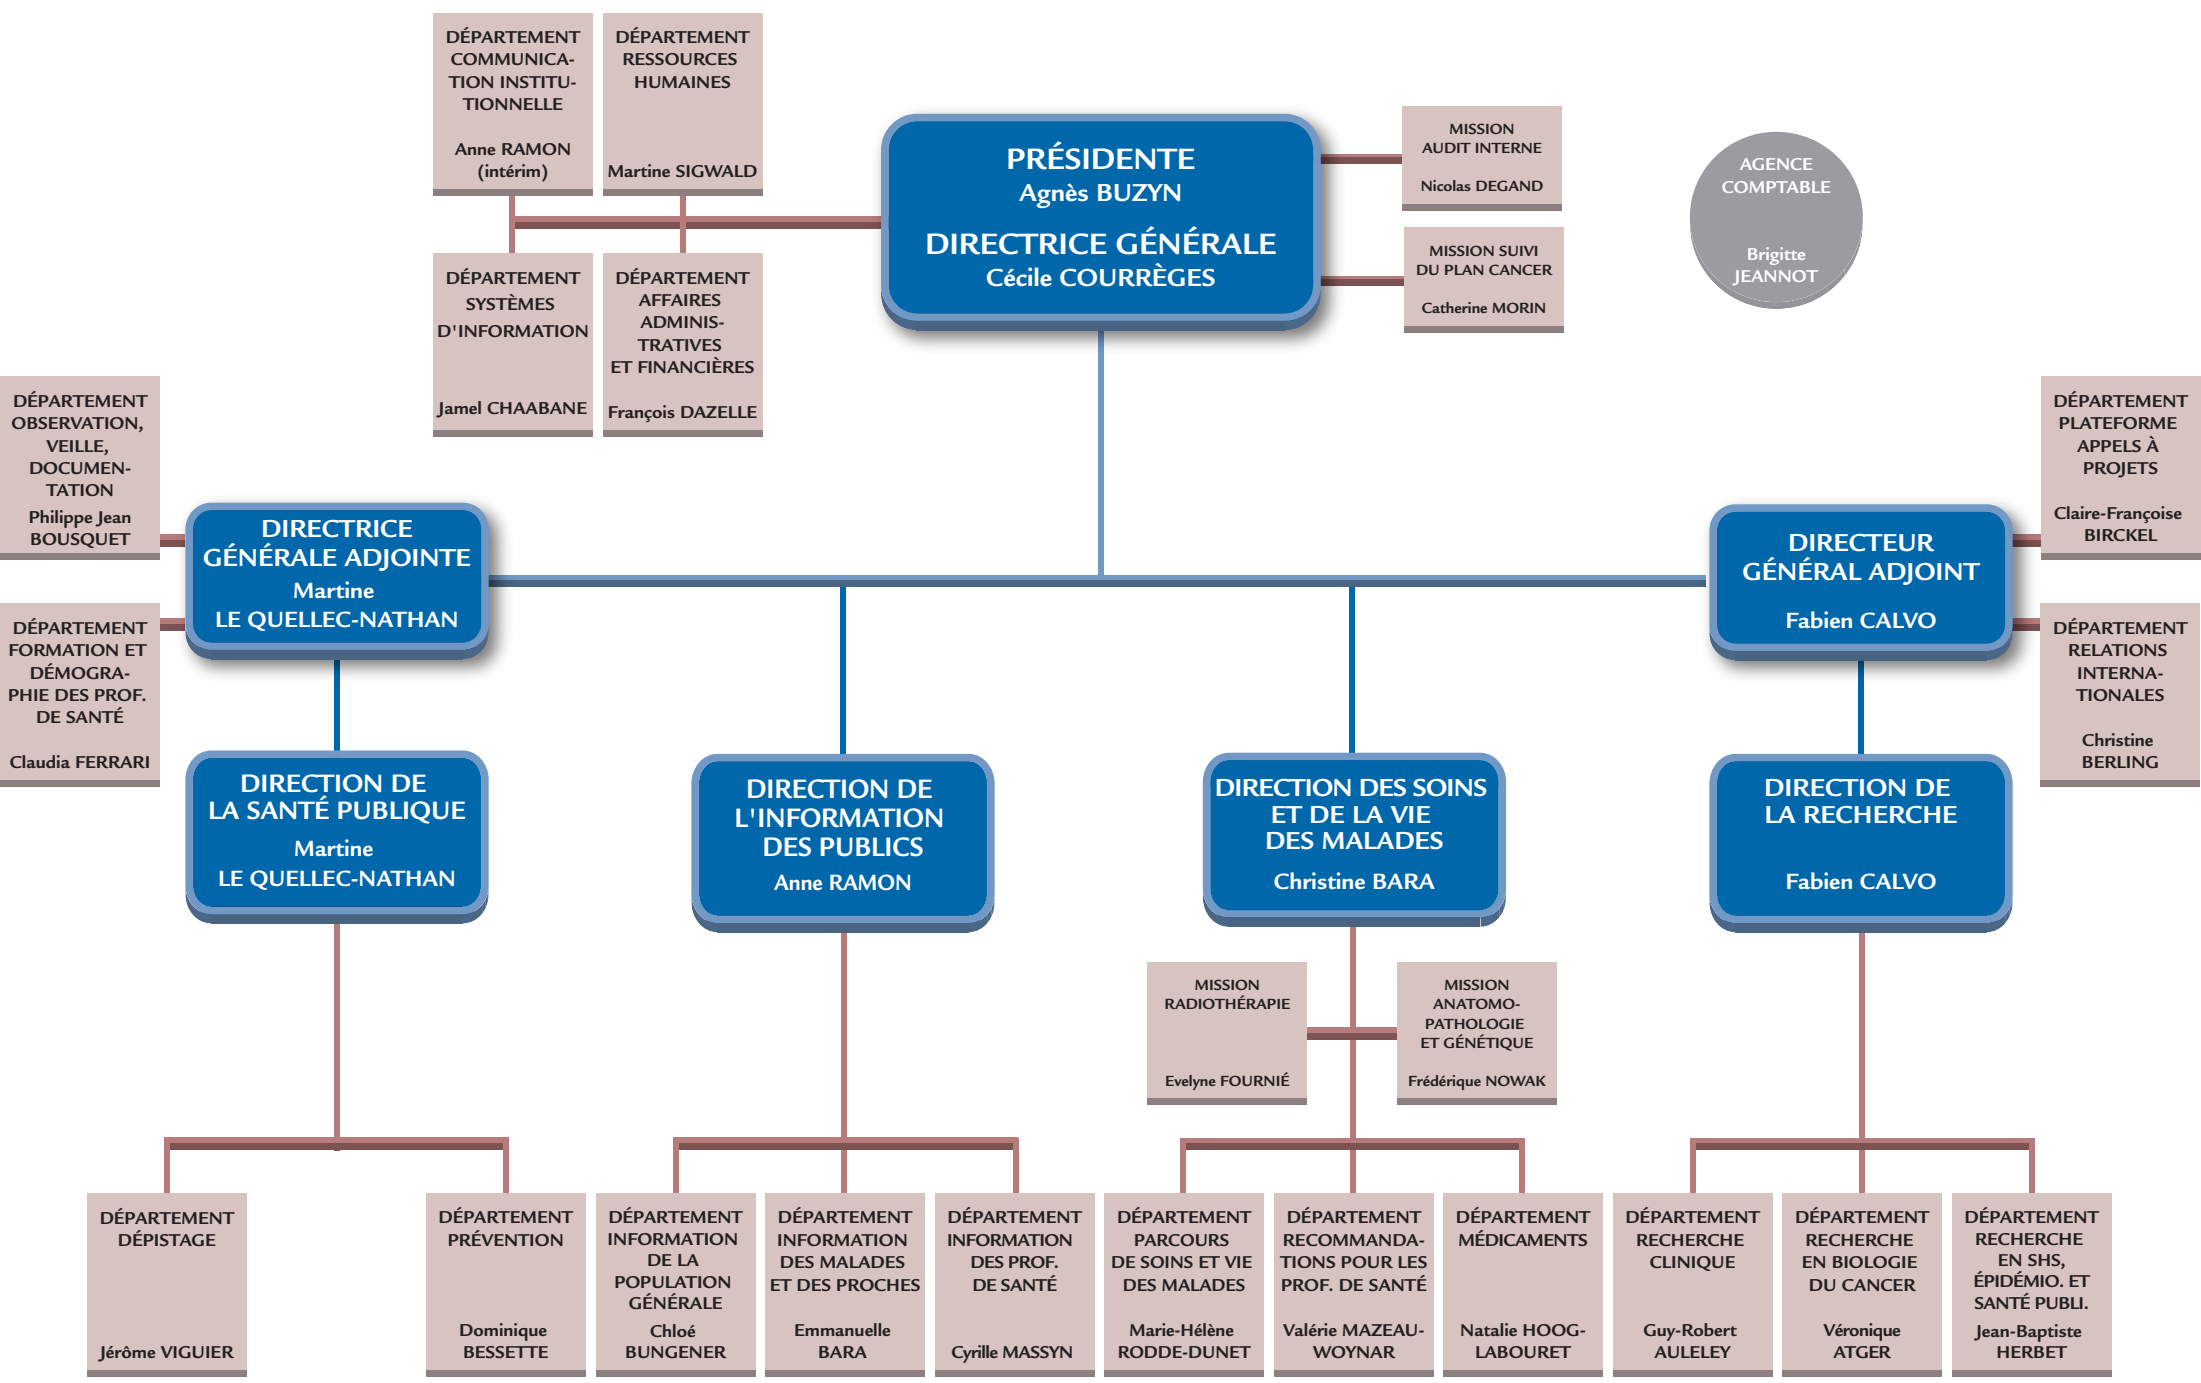 DÉPARTEMENT
COMMUNICA-
TION INSTITU-
TIONNELLE
Anne RAMON
(intérim)
DÉPARTEMENT
RESSOURCES
HUMAINES
Martine SIGWALD
PRÉSIDENTE
Agnès BUZYN
DIRECTRICE GÉNÉRALE
Cécile COURRÈGES
MISSION
AUDIT INTERNE
Nicolas DEGAND
MISSION SUIVI
DU PLAN CANCER
Catherine MORIN
AGENCE
COMPTABLE
Brigitte
JEANNOT
DÉPARTEMENT
SYSTÈMES
D'INFORMATION
Jamel CHAABANE
DÉPARTEMENT
AFFAIRES
ADMINIS-
TRATIVES
ET FINANCIÈRES
François DAZELLE
DÉPARTEMENT
OBSERVATION,
VEILLE,
DOCUMEN-
TATION
Philippe Jean
BOUSQUET
DIRECTRICE
GÉNÉRALE ADJOINTE
Martine
LE QUELLEC-NATHAN
DIRECTEUR
GÉNÉRAL ADJOINT
Fabien CALVO
DÉPARTEMENT
PLATEFORME
APPELS À
PROJETS
Claire-Françoise
BIRCKEL
DÉPARTEMENT
FORMATION ET
DÉMOGRA-
PHIE DES PROF.
DE SANTÉ
Claudia FERRARI
DÉPARTEMENT
RELATIONS
INTERNA-
TIONALES
Christine
BERLING
DIRECTION DE
LA SANTÉ PUBLIQUE
Martine
LE QUELLEC-NATHAN
DIRECTION DE
L'INFORMATION
DES PUBLICS
Anne RAMON
DIRECTION DES SOINS
ET DE LA VIE
DES MALADES
Christine BARA
DIRECTION DE
LA RECHERCHE
Fabien CALVO
MISSION
RADIOTHÉRAPIE
Evelyne FOURNIÉ
MISSION
ANATOMO-
PATHOLOGIE
ET GÉNÉTIQUE
Frédérique NOWAK
DÉPARTEMENT
DÉPISTAGE
Jérôme VIGUIER
DÉPARTEMENT
PRÉVENTION
Dominique
BESSETTE
DÉPARTEMENT
INFORMATION
DE LA
POPULATION
GÉNÉRALE
Chloé
BUNGENER
DÉPARTEMENT
INFORMATION
DES MALADES
ET DES PROCHES
Emmanuelle
BARA
DÉPARTEMENT
INFORMATION
DES PROF.
DE SANTÉ
Cyrille MASSYN
DÉPARTEMENT
PARCOURS
DE SOINS ET VIE
DES MALADES
Marie-Hélène
RODDE-DUNET
DÉPARTEMENT
RECOMMANDA-
TIONS POUR LES
PROF. DE SANTÉ
Valérie MAZEAU-
WOYNAR
DÉPARTEMENT
MÉDICAMENTS
Natalie HOOG-
LABOURET
DÉPARTEMENT
RECHERCHE
CLINIQUE
Guy-Robert
AULELEY
DÉPARTEMENT
RECHERCHE
EN BIOLOGIE
DU CANCER
Véronique
ATGER
DÉPARTEMENT
RECHERCHE
EN SHS,
ÉPIDÉMIO. ET
SANTÉ PUBLI.
Jean-Baptiste
HERBET